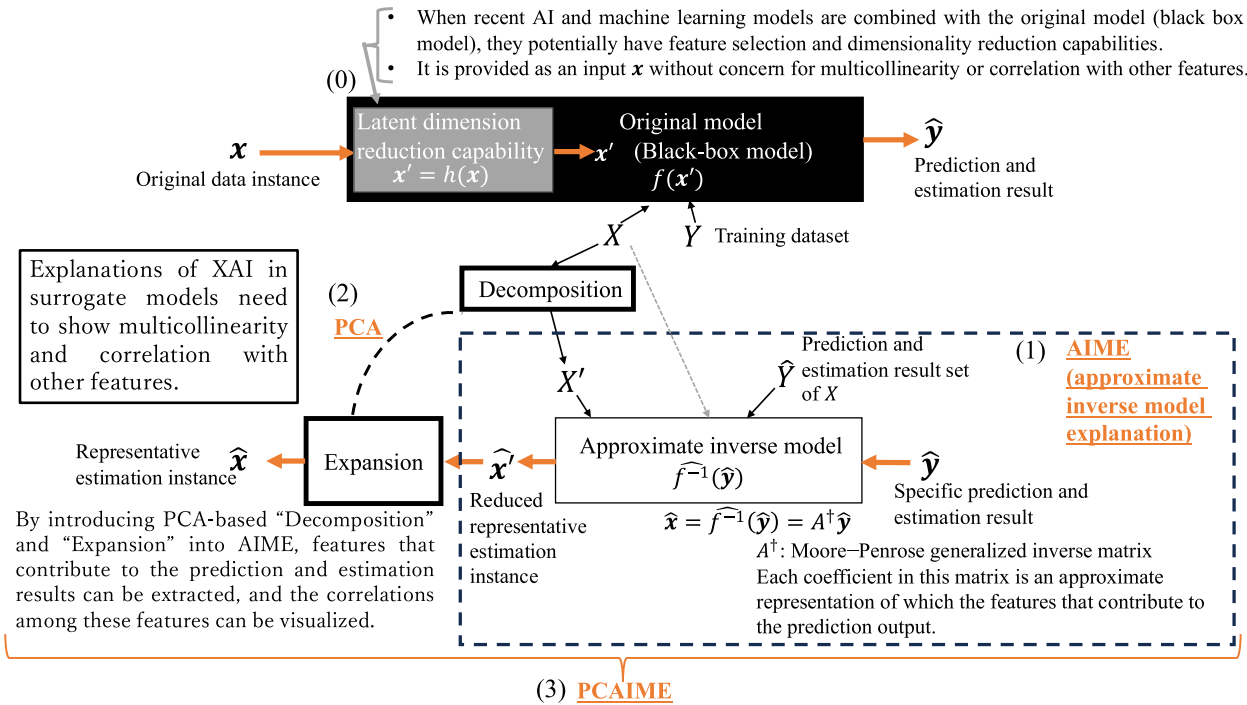 • When recent AI and machine learning models are combined with the original model (black box
model), they potentially have feature selection and dimensionality reduction capabilities.
• It is provided as an input 𝒙 without concern for multicollinearity or correlation with other features.
(0)
Latent dimension
reduction capability
𝒙′ = h(𝒙)
𝒙′
Original model
(Black-box model)
f(𝒙′)
𝒙
Original data instance
ŷ
Prediction and
estimation result
X
Y
Training dataset
Explanations of XAI in
surrogate models need
to show multicollinearity
and correlation with
other features.
(2)
PCA
Decomposition
(1)
AIME
(approximate
inverse model
explanation)
X′
Ŷ
Prediction and
estimation result set
of X
Representative
estimation instance
x̂
Expansion
x̂′
Reduced
representative
estimation
instance
Approximate inverse model
\widehat{f^{-1}}(ŷ)
ŷ
Specific prediction and
estimation result
x̂ = \widehat{f^{-1}}(ŷ) = A†ŷ
A†: Moore–Penrose generalized inverse matrix
Each coefficient in this matrix is an approximate
representation of which the features that contribute to
the prediction output.
By introducing PCA-based “Decomposition”
and “Expansion” into AIME, features that
contribute to the prediction and estimation
results can be extracted, and the correlations
among these features can be visualized.
(3) PCAIME